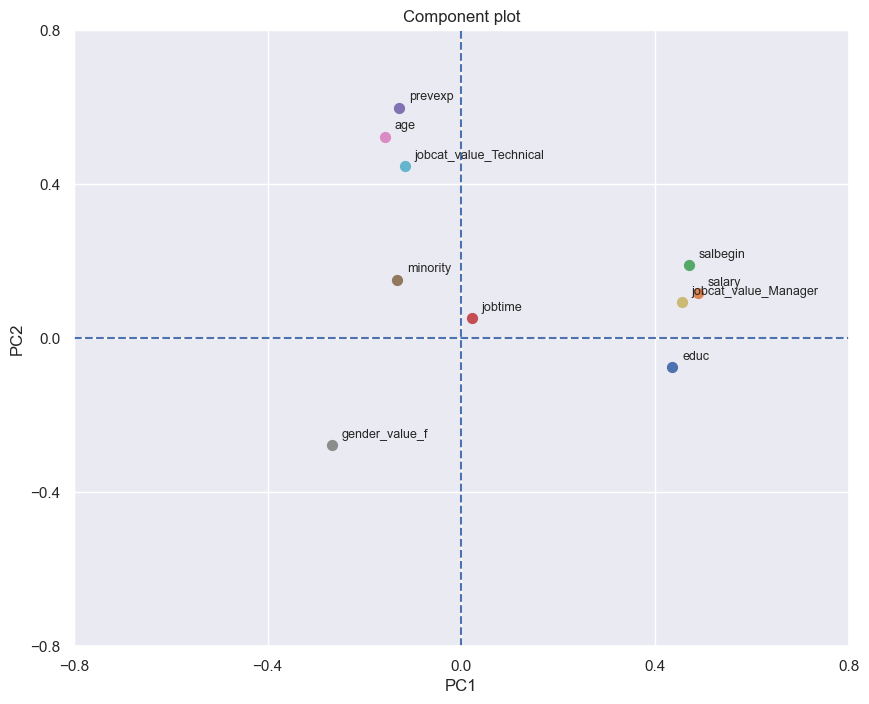 Component plot
0.8
prevexp
age
jobcat_value_Technical
0.4
salbegin
minority
salary
jobcat_value_Manager
jobtime
PC2
0.0
educ
gender_value_f
−0.4
−0.8
−0.8
−0.4
0.0
0.4
0.8
PC1